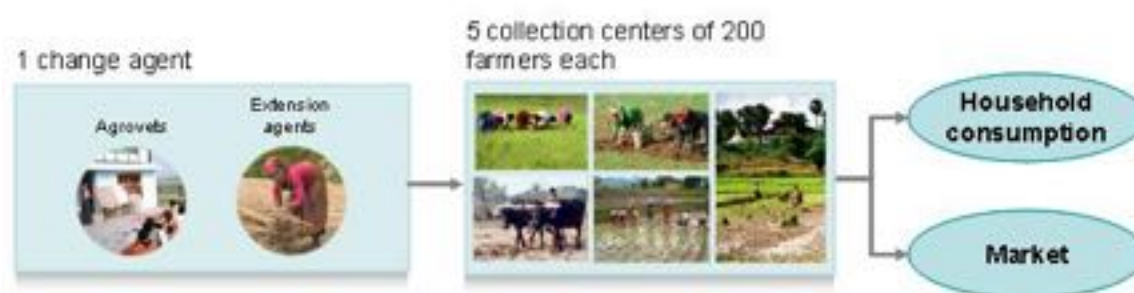 1 change agent
Agrovets
Extension
agents
5 collection centers of 200
farmers each
Household
consumption
Market